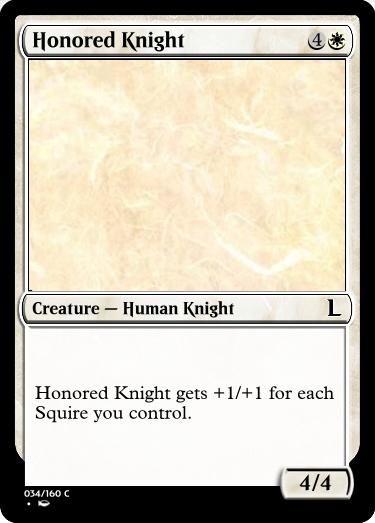 Honored Knight 4
Creature — Human Knight L
Honored Knight gets +1/+1 for each
Squire you control.
4/4
034/160 C